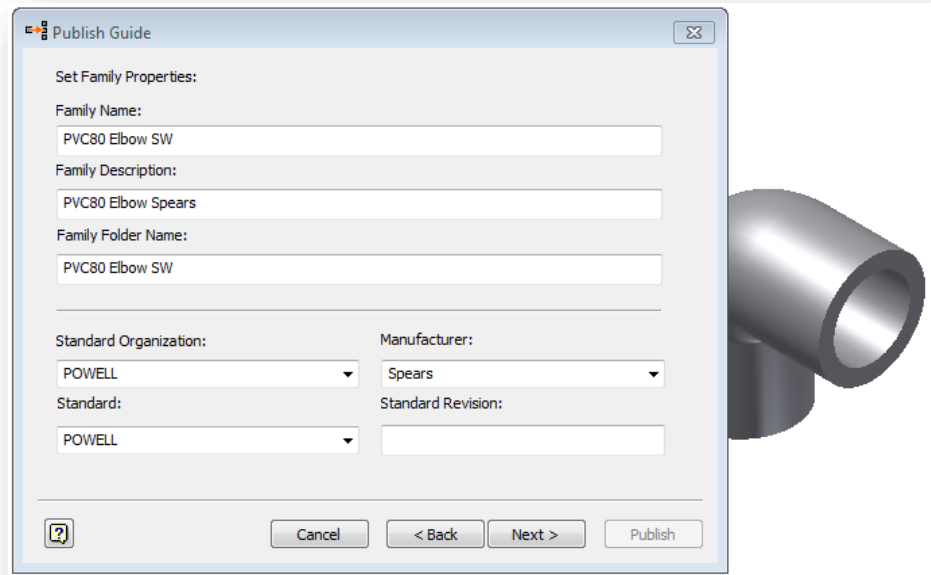 Publish Guide
Set Family Properties:
Family Name:
PVC80 Elbow SW
Family Description:
PVC80 Elbow Spears
Family Folder Name:
PVC80 Elbow SW
Standard Organization:
Manufacturer:
POWELL
Spears
Standard:
Standard Revision:
POWELL
Cancel
< Back
Next >
Publish